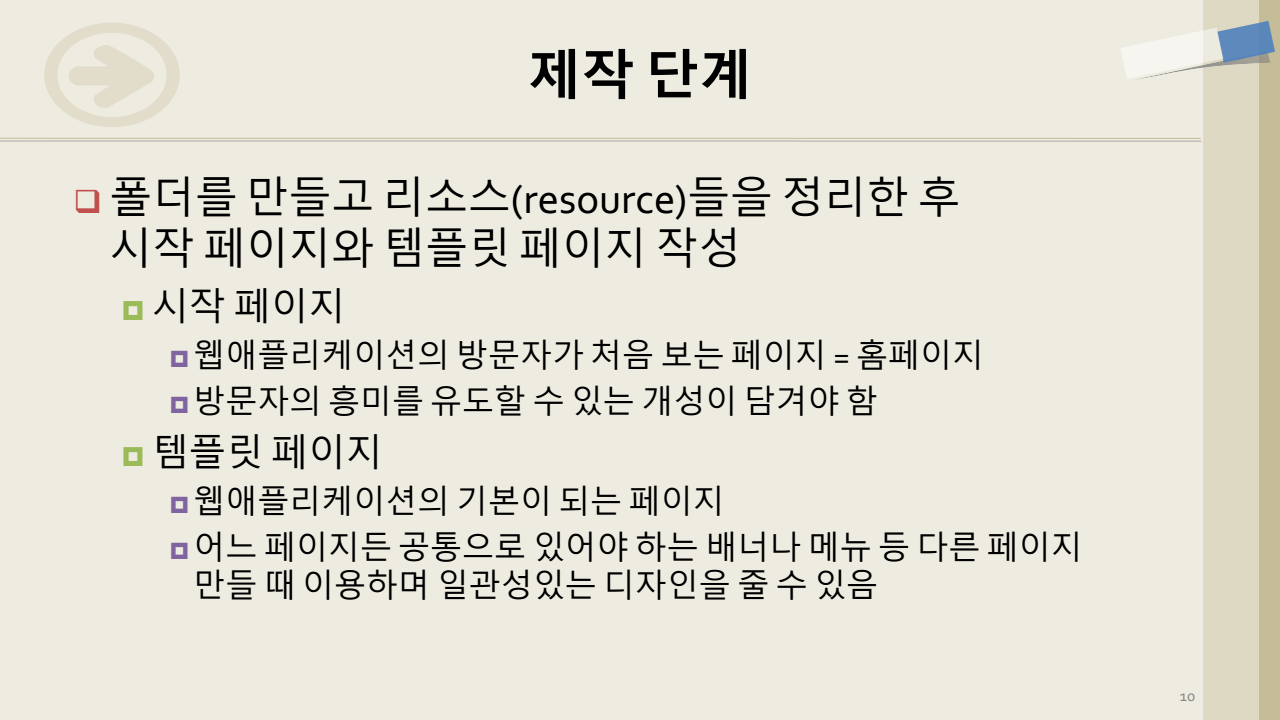 제작 단계
폴더를 만들고 리소스(resource)들을 정리한 후
시작 페이지와 템플릿 페이지 작성
시작 페이지
웹애플리케이션의 방문자가 처음 보는 페이지 = 홈페이지
방문자의 흥미를 유도할 수 있는 개성이 담겨야 함
템플릿 페이지
웹애플리케이션의 기본이 되는 페이지
어느 페이지든 공통으로 있어야 하는 배너나 메뉴 등 다른 페이지
만들 때 이용하며 일관성있는 디자인을 줄 수 있음
10